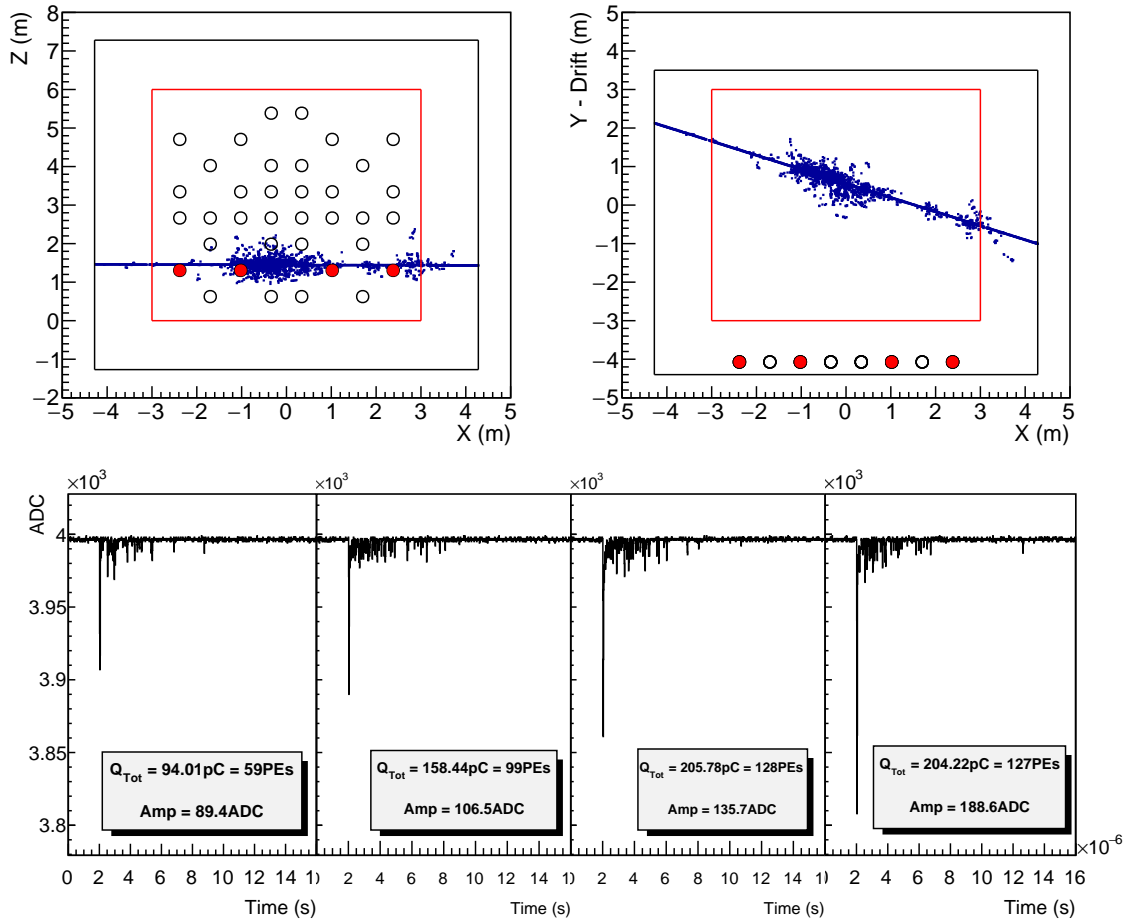 Z (m)
8
7
6
5
4
3
2
1
0
−1
−2
−5 −4 −3 −2 −1 0 1 2 3 4 5
X (m)
Y - Drift (m)
5
4
3
2
1
0
−1
−2
−3
−4
−5
−5 −4 −3 −2 −1 0 1 2 3 4 5
X (m)
×10³ ×10³ ×10³ ×10³
ADC
4
3.95
3.9
3.85
3.8
Q_Tot = 94.01pC = 59PEs
Amp = 89.4ADC
Q_Tot = 158.44pC = 99PEs
Amp = 106.5ADC
Q_Tot = 205.78pC = 128PEs
Amp = 135.7ADC
Q_Tot = 204.22pC = 127PEs
Amp = 188.6ADC
×10⁻⁶
0 2 4 6 8 10 12 14
2 4 6 8 10 12 14
2 4 6 8 10 12 14
2 4 6 8 10 12 14 16
Time (s) Time (s) Time (s) Time (s)